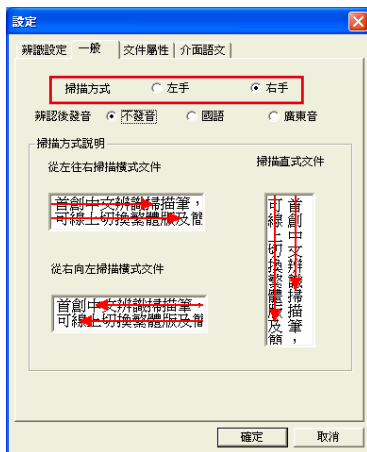 設定
辨識設定 一般 文件屬性 介面語文
掃描方式 左手 右手
辨認後發音 不發音 國語 廣東音
掃描方式說明
從左往右掃描橫式文件
首創中文辨識掃描筆，
可線上切換繁體版及簡
從右向左掃描橫式文件
首創中文辨識掃描筆，
可線上切換繁體版及簡
掃描直式文件
首創中文辨識掃描筆，
可線上切換繁體版及簡
確定 取消